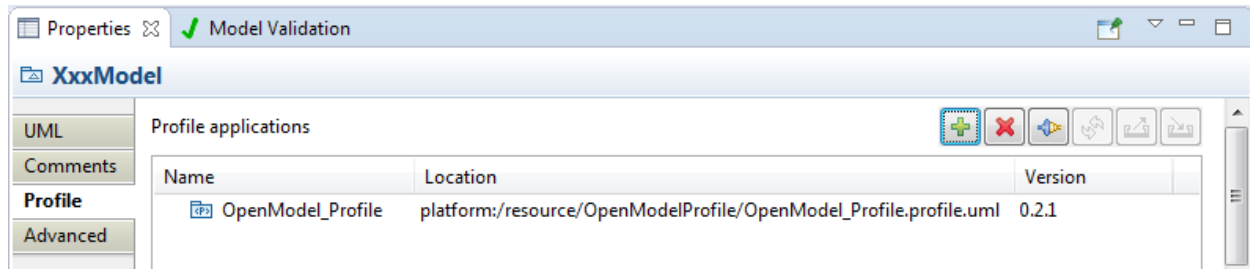 Properties Model Validation
XxxModel
UML Profile applications
Comments
Name Location Version
Profile
OpenModel_Profile platform:/resource/OpenModelProfile/OpenModel_Profile.profile.uml 0.2.1
Advanced